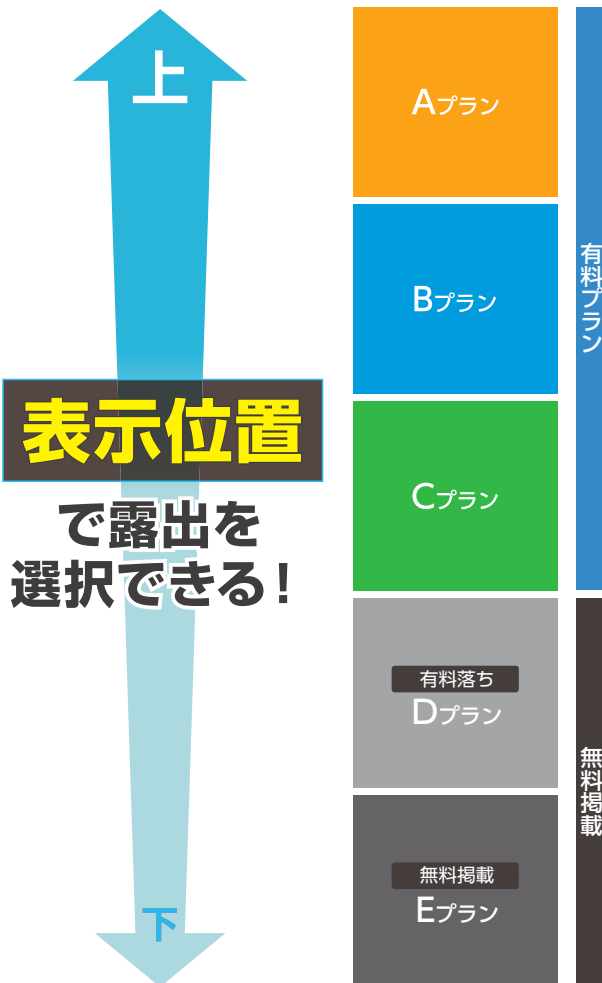 上
表示位置
で露出を
選択できる！
下
Aプラン
Bプラン
Cプラン
有料落ち
Dプラン
無料掲載
Eプラン
有料プラン
無料掲載